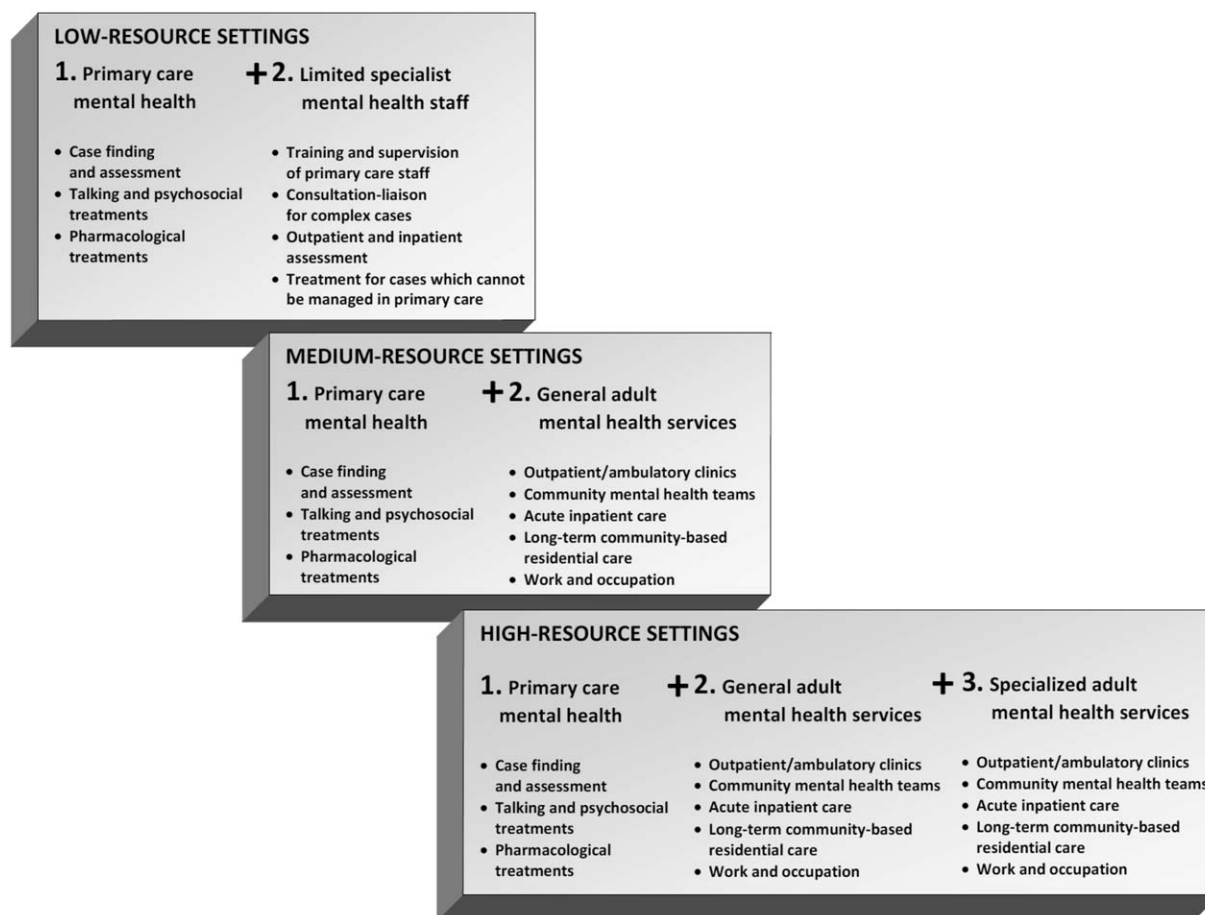 LOW-RESOURCE SETTINGS
1. Primary care
mental health
• Case finding
and assessment
• Talking and psychosocial
treatments
• Pharmacological
treatments
+ 2. Limited specialist
mental health staff
• Training and supervision
of primary care staff
• Consultation-liaison
for complex cases
• Outpatient and inpatient
assessment
• Treatment for cases which cannot
be managed in primary care
MEDIUM-RESOURCE SETTINGS
1. Primary care
mental health
• Case finding
and assessment
• Talking and psychosocial
treatments
• Pharmacological
treatments
+ 2. General adult
mental health services
• Outpatient/ambulatory clinics
• Community mental health teams
• Acute inpatient care
• Long-term community-based
residential care
• Work and occupation
HIGH-RESOURCE SETTINGS
1. Primary care
mental health
• Case finding
and assessment
• Talking and psychosocial
treatments
• Pharmacological
treatments
+ 2. General adult
mental health services
• Outpatient/ambulatory clinics
• Community mental health teams
• Acute inpatient care
• Long-term community-based
residential care
• Work and occupation
+ 3. Specialized adult
mental health services
• Outpatient/ambulatory clinics
• Community mental health teams
• Acute inpatient care
• Long-term community-based
residential care
• Work and occupation